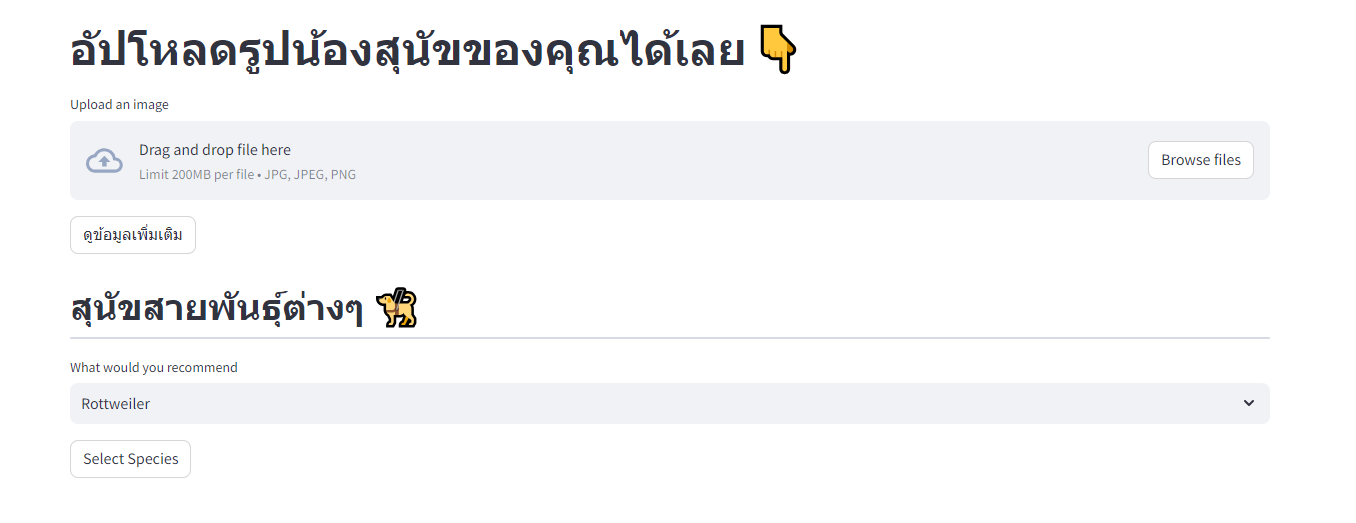 อัปโหลดรูปน้องสุนัขของคุณได้เลย 👇
Upload an image
Drag and drop file here
Limit 200MB per file • JPG, JPEG, PNG
Browse files
ดูข้อมูลเพิ่มเติม
สุนัขสายพันธุ์ต่างๆ 🐕‍🦺
What would you recommend
Rottweiler
Select Species